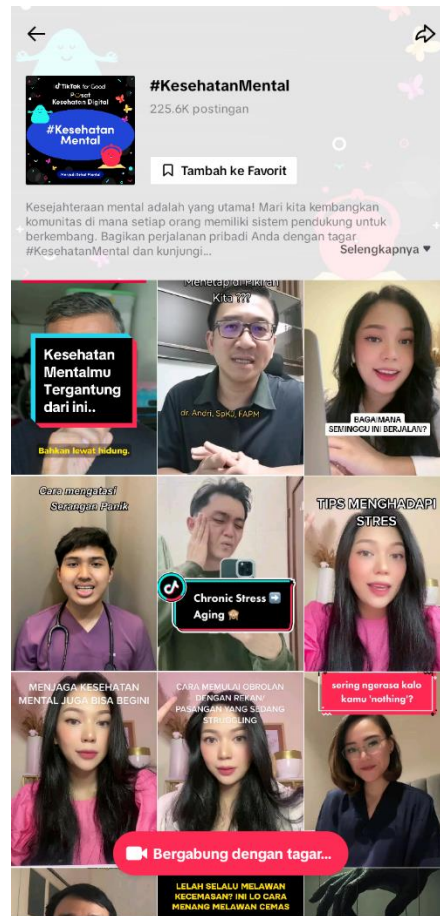 #KesehatanMental
225.6K postingan
TikTok for Good
Pusat
Kesehatan Digital
#Kesehatan
Mental
Tambah ke Favorit
Kesejahteraan mental adalah yang utama! Mari kita kembangkan
komunitas di mana setiap orang memiliki sistem pendukung untuk
berkembang. Bagikan perjalanan pribadi Anda dengan tagar
#KesehatanMental dan kunjungi...
Selengkapnya
Kesehatan
Mentalmu
Tergantung
dari ini..
Bahkan lewat hidung.
Menetap di Pikiran
Kita ???
dr. Andri, SpKJ, FAPM
BAGAIMANA
SEMINGGU INI BERJALAN?
Cara mengatasi
Serangan Panik
Chronic Stress ➡️
Aging 🙈
TIPS MENGHADAPI
STRES
MENJAGA KESEHATAN
MENTAL JUGA BISA BEGINI
CARA MEMULAI OBROLAN
DENGAN REKAN/
PASANGAN YANG SEDANG
STRUGGLING
sering ngerasa kalo
kamu 'nothing'?
Bergabung dengan tagar...
LELAH SELALU MELAWAN
KECEMASAN? INI LO CARA
MENANG MELAWAN CEMAS